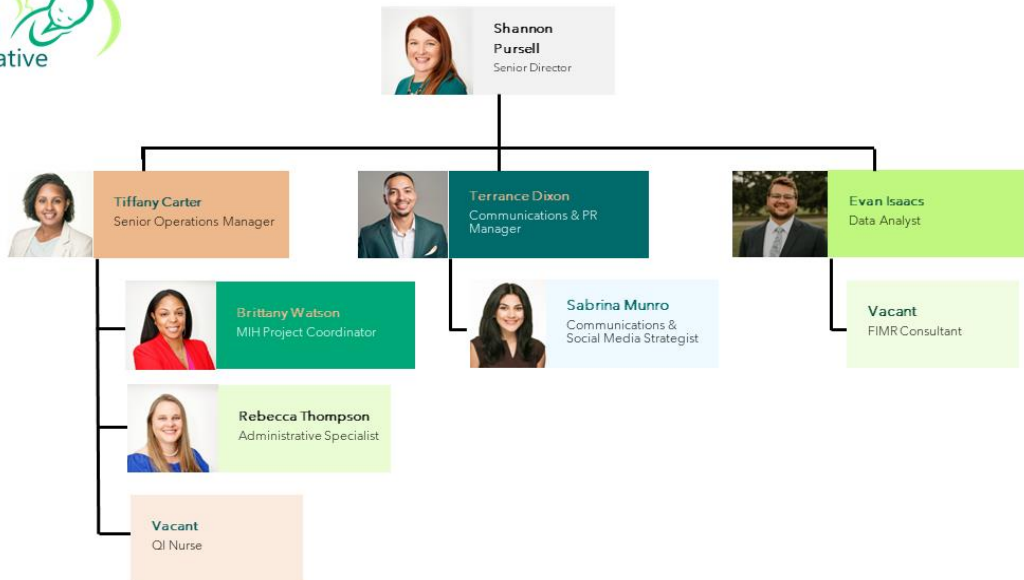 ative
Shannon
Pursell
Senior Director
Tiffany Carter
Senior Operations Manager
Terrance Dixon
Communications & PR
Manager
Evan Isaacs
Data Analyst
Brittany Watson
MIH Project Coordinator
Sabrina Munro
Communications &
Social Media Strategist
Vacant
FIMR Consultant
Rebecca Thompson
Administrative Specialist
Vacant
QI Nurse